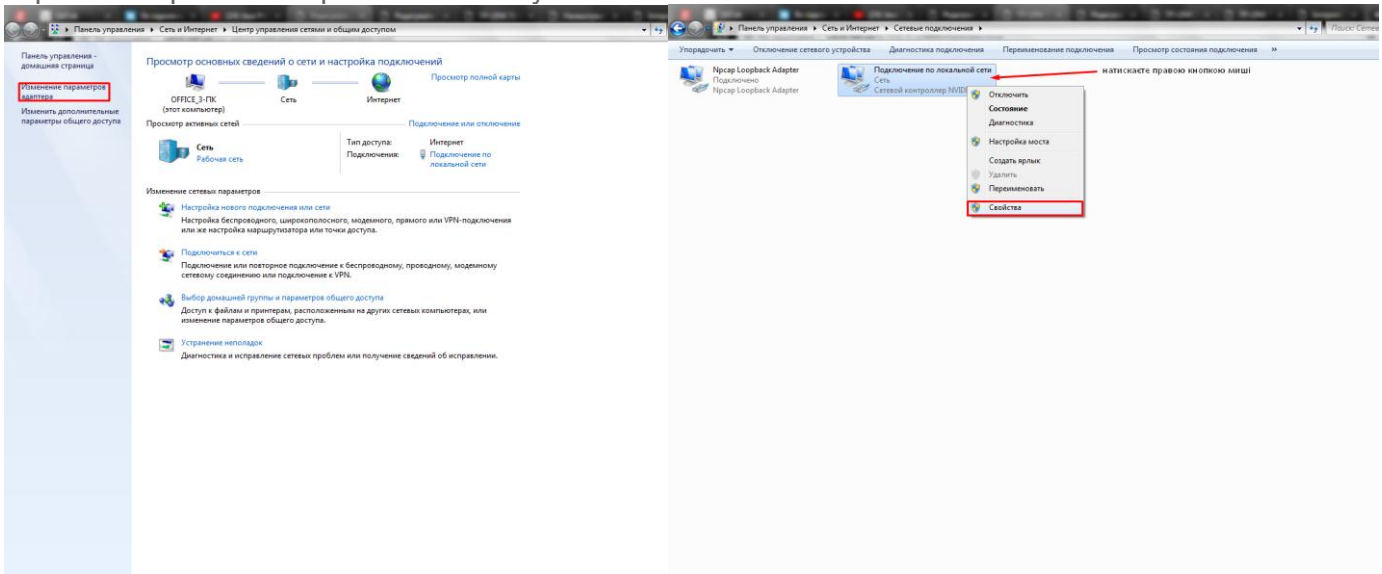 Панель управления ▸ Сеть и Интернет ▸ Центр управления сетями и общим доступом
Панель управления -
домашняя страница
Изменение параметров
адаптера
Изменить дополнительные
параметры общего доступа
Просмотр основных сведений о сети и настройка подключений
Просмотр полной карты
OFFICE_3-ПК
(этот компьютер)
Сеть
Интернет
Просмотр активных сетей
Подключение или отключение
Сеть
Рабочая сеть
Тип доступа: Интернет
Подключения: Подключение по
локальной сети
Изменение сетевых параметров
Настройка нового подключения или сети
Настройка беспроводного, широкополосного, модемного, прямого или VPN-подключения
или же настройка маршрутизатора или точки доступа.
Подключиться к сети
Подключение или повторное подключение к беспроводному, проводному, модемному
сетевому соединению или подключение к VPN.
Выбор домашней группы и параметров общего доступа
Доступ к файлам и принтерам, расположенным на других сетевых компьютерах, или
изменение параметров общего доступа.
Устранение неполадок
Диагностика и исправление сетевых проблем или получение сведений об исправлении.
Панель управления ▸ Сеть и Интернет ▸ Сетевые подключения ▸
Поиск: Сетев
Упорядочить Отключение сетевого устройства Диагностика подключения Переименование подключения Просмотр состояния подключения »
Npcap Loopback Adapter
Подключено
Npcap Loopback Adapter
Подключение по локальной сети
Сеть
Сетевой контроллер NVID
натискаєте правою кнопкою миші
Отключить
Состояние
Диагностика
Настройка моста
Создать ярлык
Удалить
Переименовать
Свойства